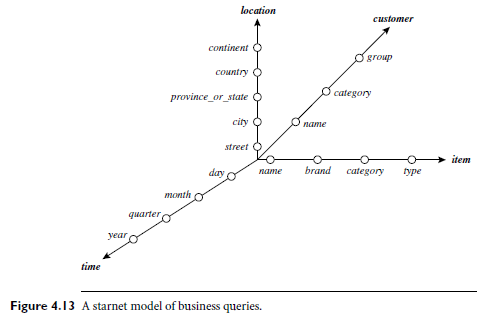 location
customer
continent
group
country
category
province_or_state
city
name
street
item
day
name brand category type
month
quarter
year
time
Figure 4.13 A starnet model of business queries.